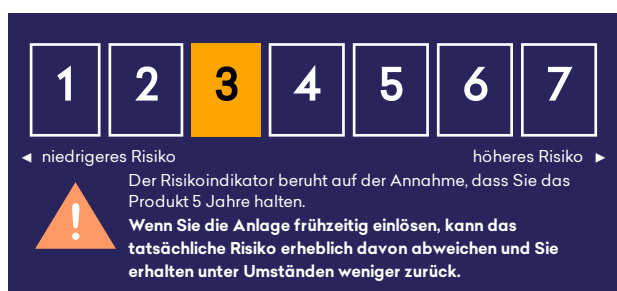 1 2 3 4 5 6 7
◄ niedrigeres Risiko höheres Risiko ►
Der Risikoindikator beruht auf der Annahme, dass Sie das
Produkt 5 Jahre halten.
Wenn Sie die Anlage frühzeitig einlösen, kann das
tatsächliche Risiko erheblich davon abweichen und Sie
erhalten unter Umständen weniger zurück.